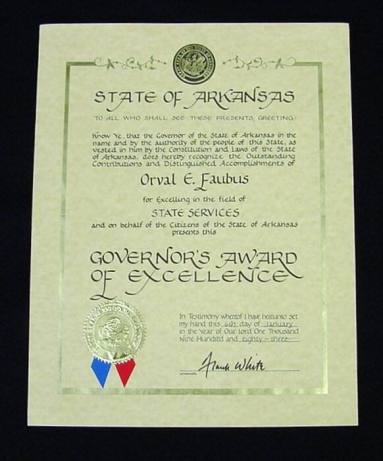 STATE OF ARKANSAS
TO ALL WHO SHALL SEE THESE PRESENTS, GREETING:
Know Ye, that the Governor of the State of Arkansas in the
name and by the authority of the people of this State, as
vested in him by the Constitution and Laws of the State
of Arkansas, does hereby recognize the Outstanding
Contributions and Distinguished Accomplishments of
Orval E. Faubus
for Excelling in the field of
STATE SERVICES
and on behalf of the Citizens of the State of Arkansas
presents this
GOVERNOR'S AWARD
OF EXCELLENCE
In Testimony whereof I have hereunto set
my hand this day of January
in the Year of Our Lord One Thousand
Nine Hundred and eighty-three
Frank White